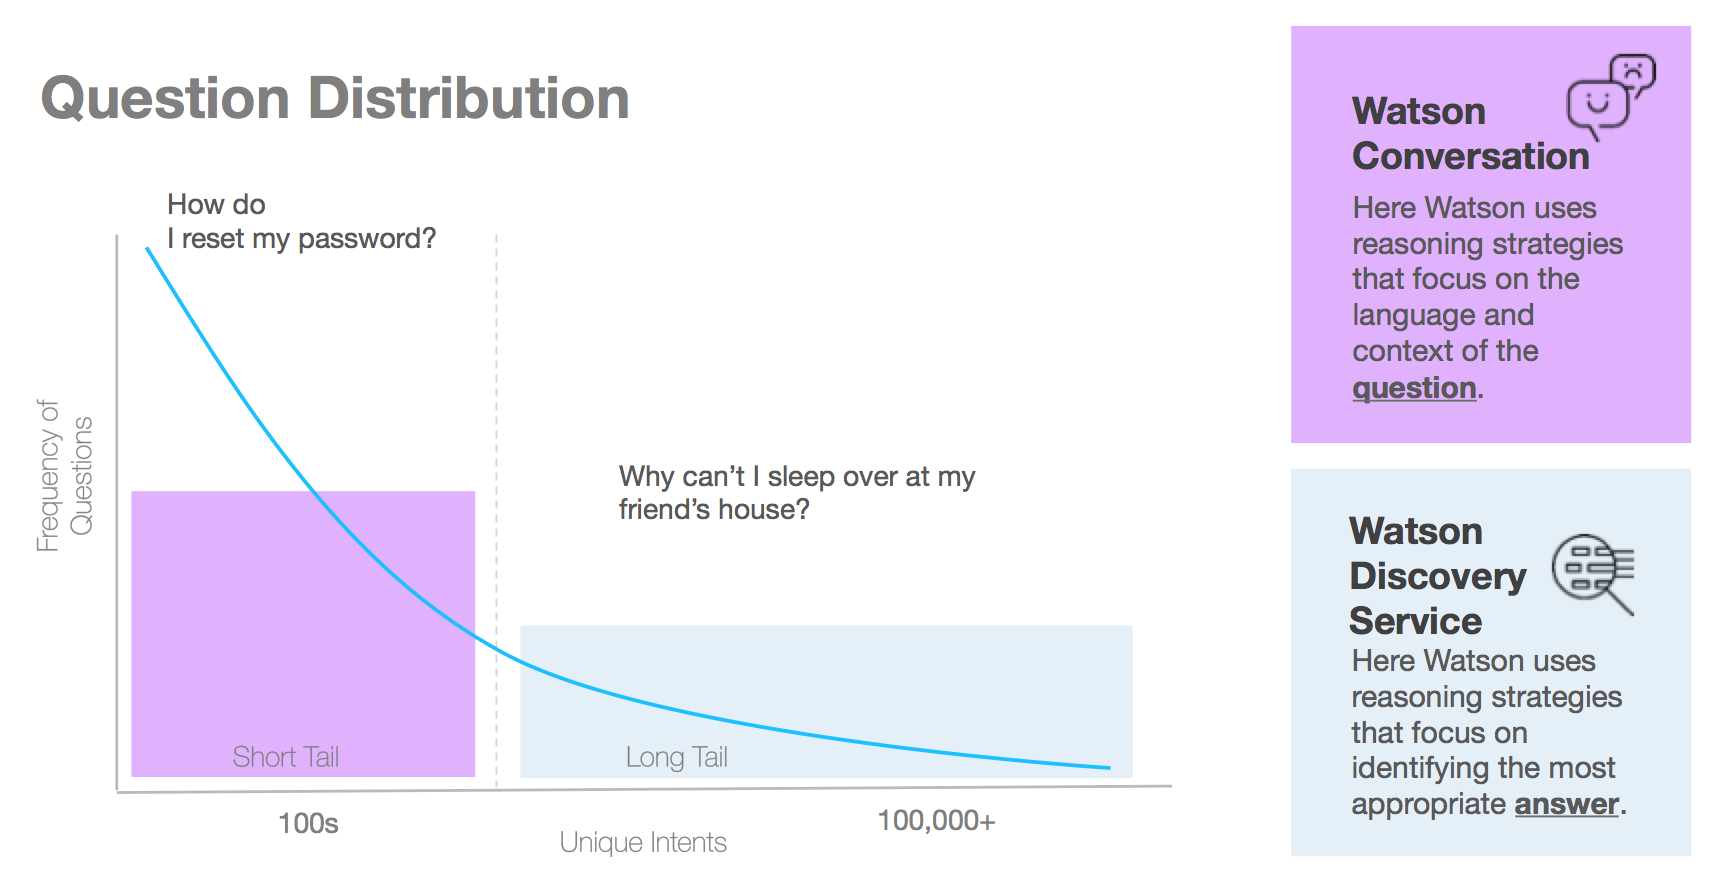 Question Distribution
How do
I reset my password?
Frequency of
Questions
Why can’t I sleep over at my
friend’s house?
Short Tail
Long Tail
100s
100,000+
Unique Intents
Watson
Conversation
Here Watson uses
reasoning strategies
that focus on the
language and
context of the
question.
Watson
Discovery
Service
Here Watson uses
reasoning strategies
that focus on
identifying the most
appropriate answer.